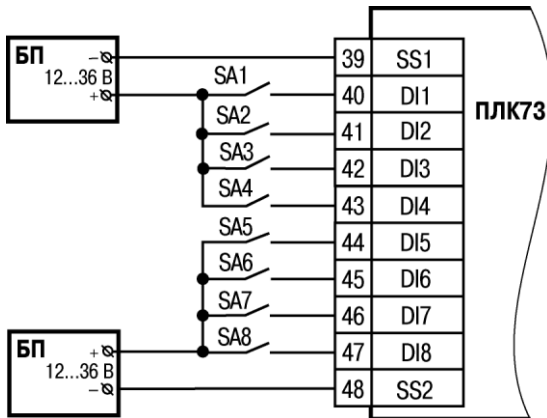 БП
12...36 В
–
+
SA1
SA2
SA3
SA4
SA5
SA6
SA7
SA8
БП
12...36 В
+
–
39 SS1
40 DI1
41 DI2
42 DI3
43 DI4
44 DI5
45 DI6
46 DI7
47 DI8
48 SS2
ПЛК73